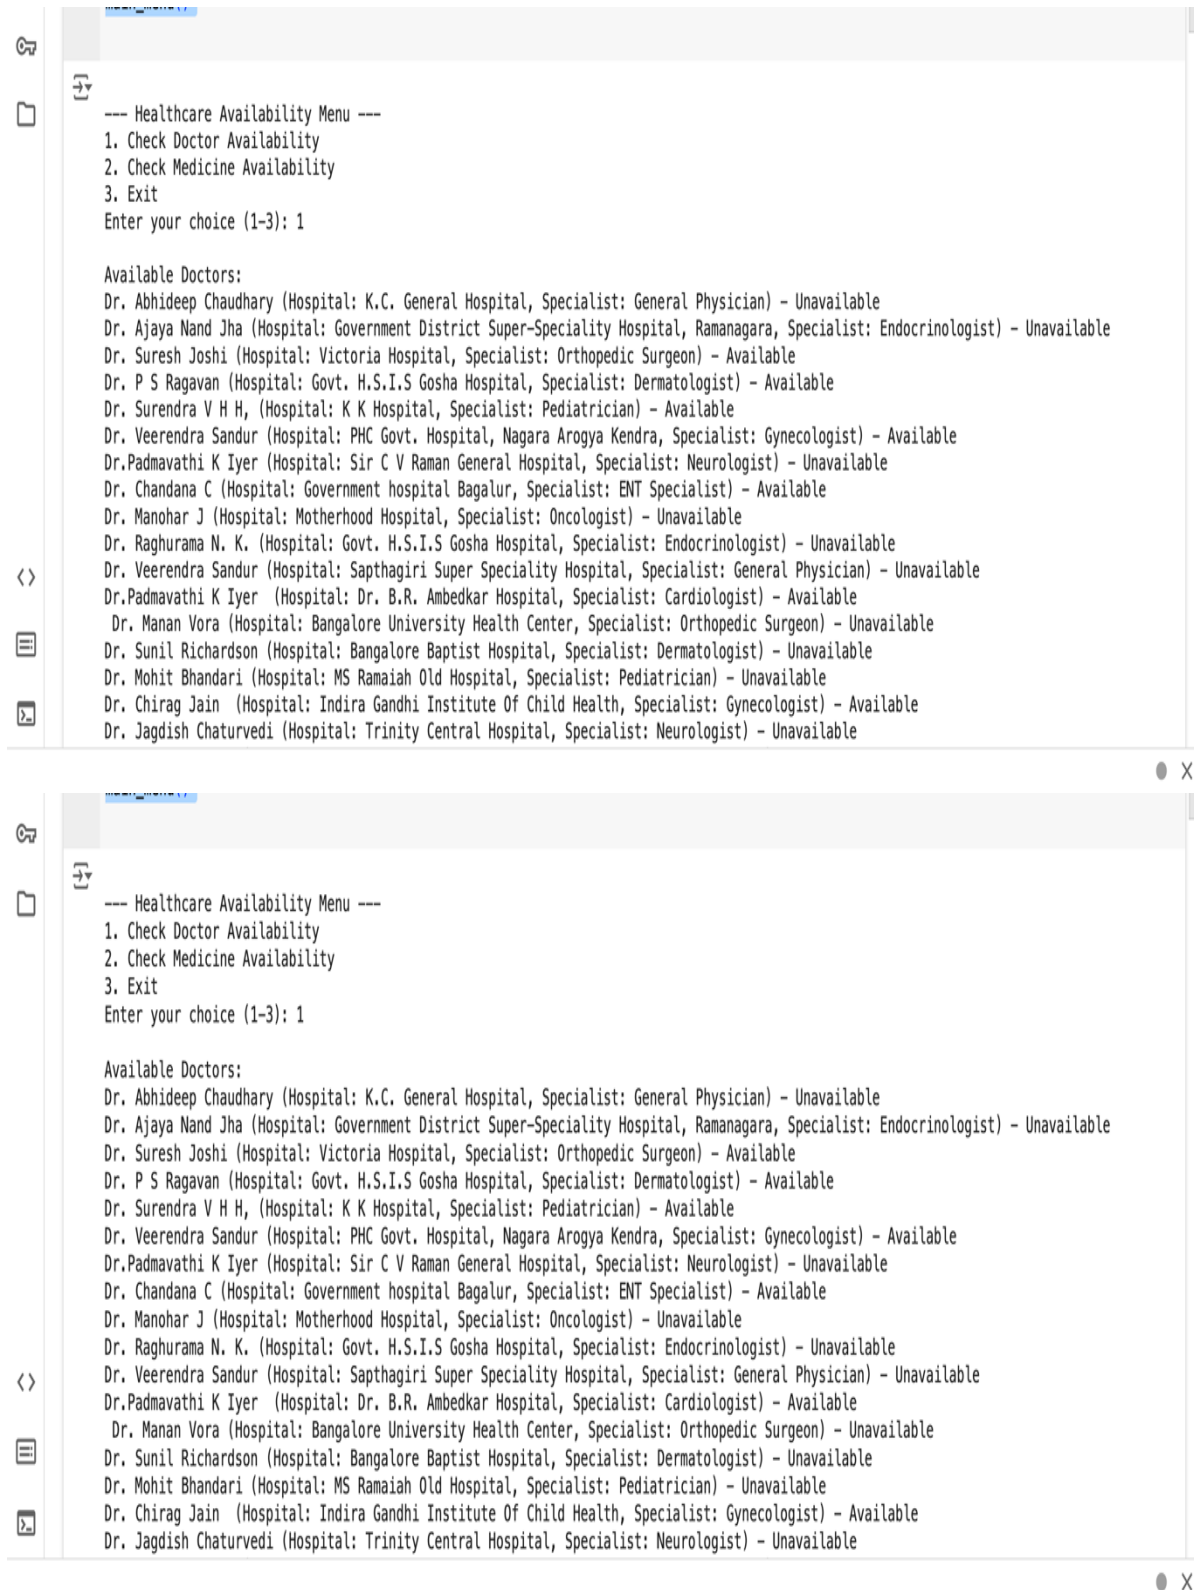 --- Healthcare Availability Menu ---
1. Check Doctor Availability
2. Check Medicine Availability
3. Exit
Enter your choice (1-3): 1
Available Doctors:
Dr. Abhideep Chaudhary (Hospital: K.C. General Hospital, Specialist: General Physician) - Unavailable
Dr. Ajaya Nand Jha (Hospital: Government District Super-Speciality Hospital, Ramanagara, Specialist: Endocrinologist) - Unavailable
Dr. Suresh Joshi (Hospital: Victoria Hospital, Specialist: Orthopedic Surgeon) - Available
Dr. P S Ragavan (Hospital: Govt. H.S.I.S Gosha Hospital, Specialist: Dermatologist) - Available
Dr. Surendra V H H, (Hospital: K K Hospital, Specialist: Pediatrician) - Available
Dr. Veerendra Sandur (Hospital: PHC Govt. Hospital, Nagara Arogya Kendra, Specialist: Gynecologist) - Available
Dr.Padmavathi K Iyer (Hospital: Sir C V Raman General Hospital, Specialist: Neurologist) - Unavailable
Dr. Chandana C (Hospital: Government hospital Bagalur, Specialist: ENT Specialist) - Available
Dr. Manohar J (Hospital: Motherhood Hospital, Specialist: Oncologist) - Unavailable
Dr. Raghurama N. K. (Hospital: Govt. H.S.I.S Gosha Hospital, Specialist: Endocrinologist) - Unavailable
Dr. Veerendra Sandur (Hospital: Sapthagiri Super Speciality Hospital, Specialist: General Physician) - Unavailable
Dr.Padmavathi K Iyer  (Hospital: Dr. B.R. Ambedkar Hospital, Specialist: Cardiologist) - Available
Dr. Manan Vora (Hospital: Bangalore University Health Center, Specialist: Orthopedic Surgeon) - Unavailable
Dr. Sunil Richardson (Hospital: Bangalore Baptist Hospital, Specialist: Dermatologist) - Unavailable
Dr. Mohit Bhandari (Hospital: MS Ramaiah Old Hospital, Specialist: Pediatrician) - Unavailable
Dr. Chirag Jain  (Hospital: Indira Gandhi Institute Of Child Health, Specialist: Gynecologist) - Available
Dr. Jagdish Chaturvedi (Hospital: Trinity Central Hospital, Specialist: Neurologist) - Unavailable
--- Healthcare Availability Menu ---
1. Check Doctor Availability
2. Check Medicine Availability
3. Exit
Enter your choice (1-3): 1
Available Doctors:
Dr. Abhideep Chaudhary (Hospital: K.C. General Hospital, Specialist: General Physician) - Unavailable
Dr. Ajaya Nand Jha (Hospital: Government District Super-Speciality Hospital, Ramanagara, Specialist: Endocrinologist) - Unavailable
Dr. Suresh Joshi (Hospital: Victoria Hospital, Specialist: Orthopedic Surgeon) - Available
Dr. P S Ragavan (Hospital: Govt. H.S.I.S Gosha Hospital, Specialist: Dermatologist) - Available
Dr. Surendra V H H, (Hospital: K K Hospital, Specialist: Pediatrician) - Available
Dr. Veerendra Sandur (Hospital: PHC Govt. Hospital, Nagara Arogya Kendra, Specialist: Gynecologist) - Available
Dr.Padmavathi K Iyer (Hospital: Sir C V Raman General Hospital, Specialist: Neurologist) - Unavailable
Dr. Chandana C (Hospital: Government hospital Bagalur, Specialist: ENT Specialist) - Available
Dr. Manohar J (Hospital: Motherhood Hospital, Specialist: Oncologist) - Unavailable
Dr. Raghurama N. K. (Hospital: Govt. H.S.I.S Gosha Hospital, Specialist: Endocrinologist) - Unavailable
Dr. Veerendra Sandur (Hospital: Sapthagiri Super Speciality Hospital, Specialist: General Physician) - Unavailable
Dr.Padmavathi K Iyer  (Hospital: Dr. B.R. Ambedkar Hospital, Specialist: Cardiologist) - Available
Dr. Manan Vora (Hospital: Bangalore University Health Center, Specialist: Orthopedic Surgeon) - Unavailable
Dr. Sunil Richardson (Hospital: Bangalore Baptist Hospital, Specialist: Dermatologist) - Unavailable
Dr. Mohit Bhandari (Hospital: MS Ramaiah Old Hospital, Specialist: Pediatrician) - Unavailable
Dr. Chirag Jain  (Hospital: Indira Gandhi Institute Of Child Health, Specialist: Gynecologist) - Available
Dr. Jagdish Chaturvedi (Hospital: Trinity Central Hospital, Specialist: Neurologist) - Unavailable